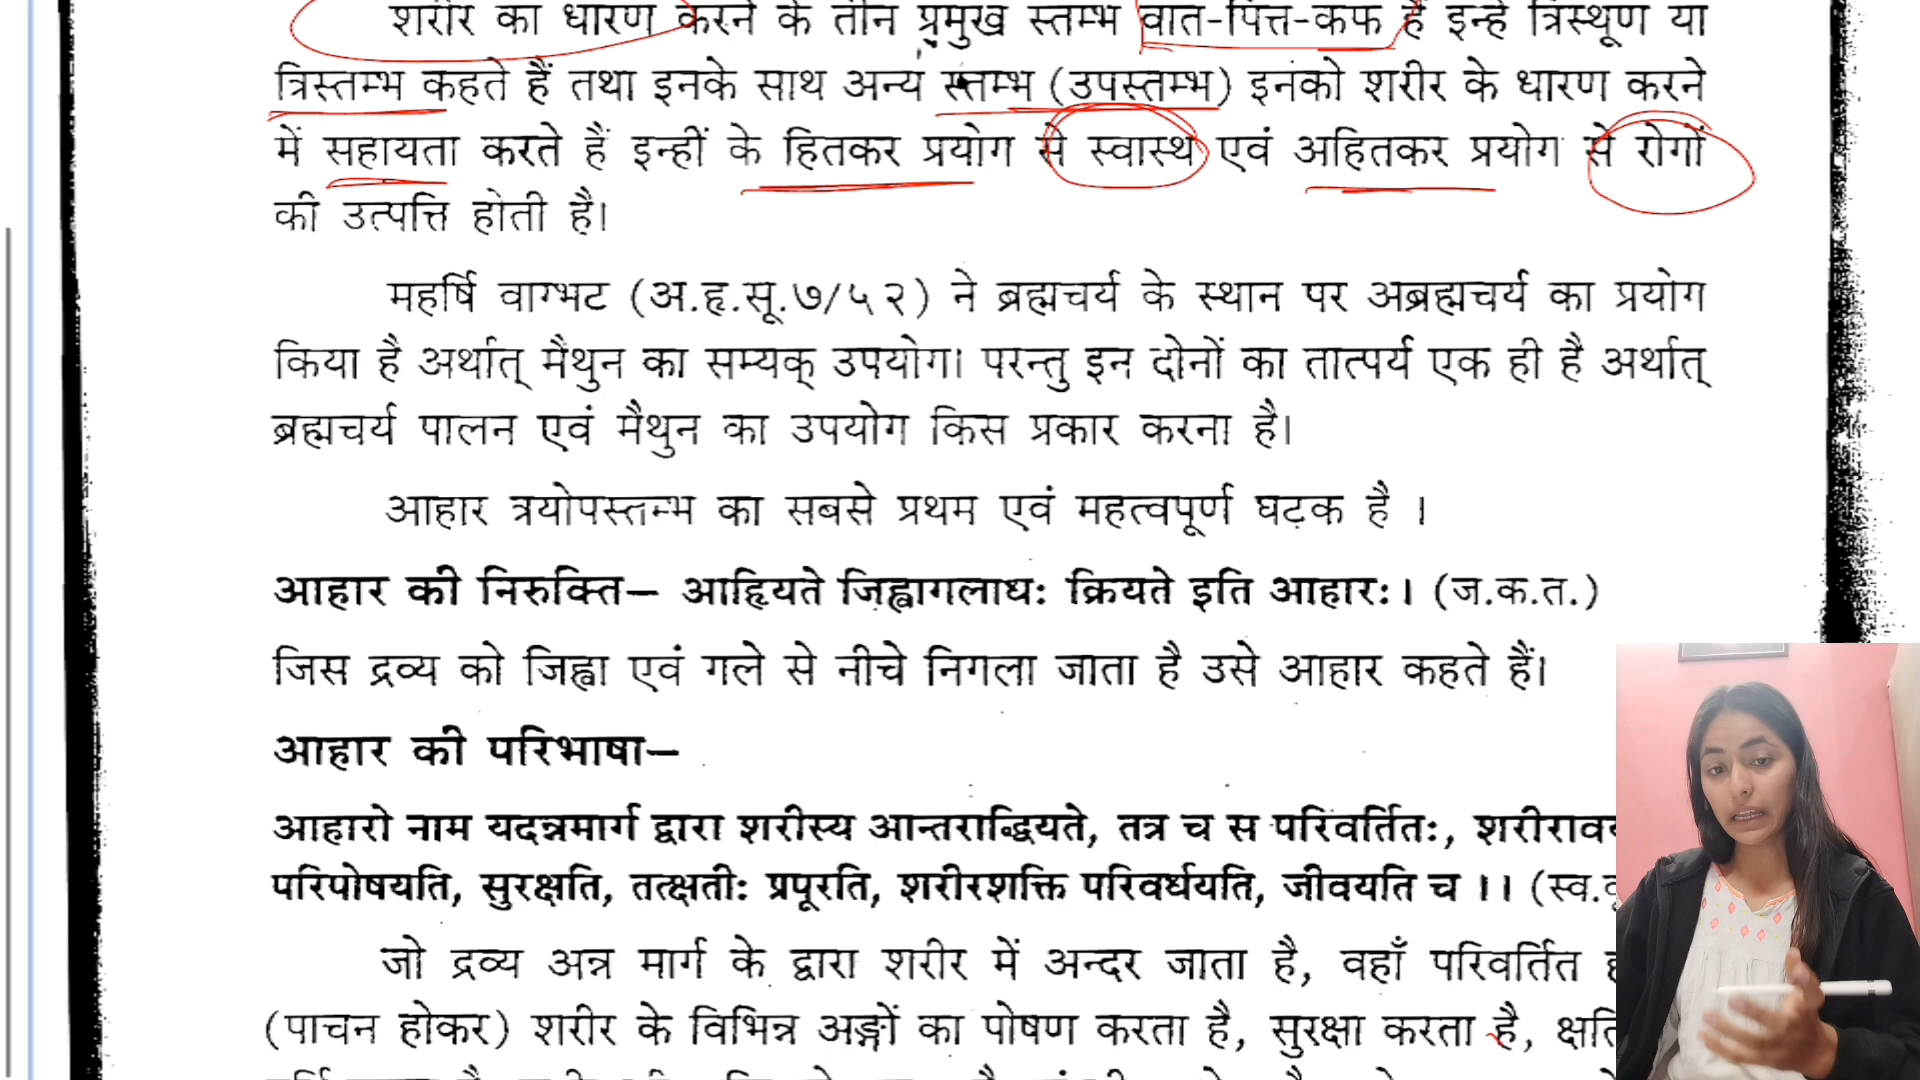 शरीर का धारण करने के तीन प्रमुख स्तम्भ वात-पित्त-कफ हैं इन्हें त्रिस्थूण या
त्रिस्तम्भ कहते हैं तथा इनके साथ अन्य स्तम्भ (उपस्तम्भ) इनको शरीर के धारण करने
में सहायता करते हैं इन्हीं के हितकर प्रयोग से स्वास्थ एवं अहितकर प्रयोग से रोगों
की उत्पत्ति होती है।
महर्षि वाग्भट (अ.हृ.सू.७/५२) ने ब्रह्मचर्य के स्थान पर अब्रह्मचर्य का प्रयोग
किया है अर्थात् मैथुन का सम्यक् उपयोग। परन्तु इन दोनों का तात्पर्य एक ही है अर्थात्
ब्रह्मचर्य पालन एवं मैथुन का उपयोग किस प्रकार करना है।
आहार त्रयोपस्तम्भ का सबसे प्रथम एवं महत्वपूर्ण घटक है ।
आहार की निरुक्ति– आह्रियते जिह्वागलाधः क्रियते इति आहारः। (ज.क.त.)
जिस द्रव्य को जिह्वा एवं गले से नीचे निगला जाता है उसे आहार कहते हैं।
आहार की परिभाषा–
आहारो नाम यदन्नमार्ग द्वारा शरीस्य आन्तराद्ध्रियते, तत्र च स परिवर्तितः,
परिपोषयति, सुरक्षति, तत्क्षतीः प्रपूरति, शरीरशक्ति परिवर्धयति, जीवयति च ।। (स्व.
जो द्रव्य अन्न मार्ग के द्वारा शरीर में अन्दर जाता है, वहाँ परिवर्तित
(पाचन होकर) शरीर के विभिन्न अङ्गों का पोषण करता है, सुरक्षा करता है,